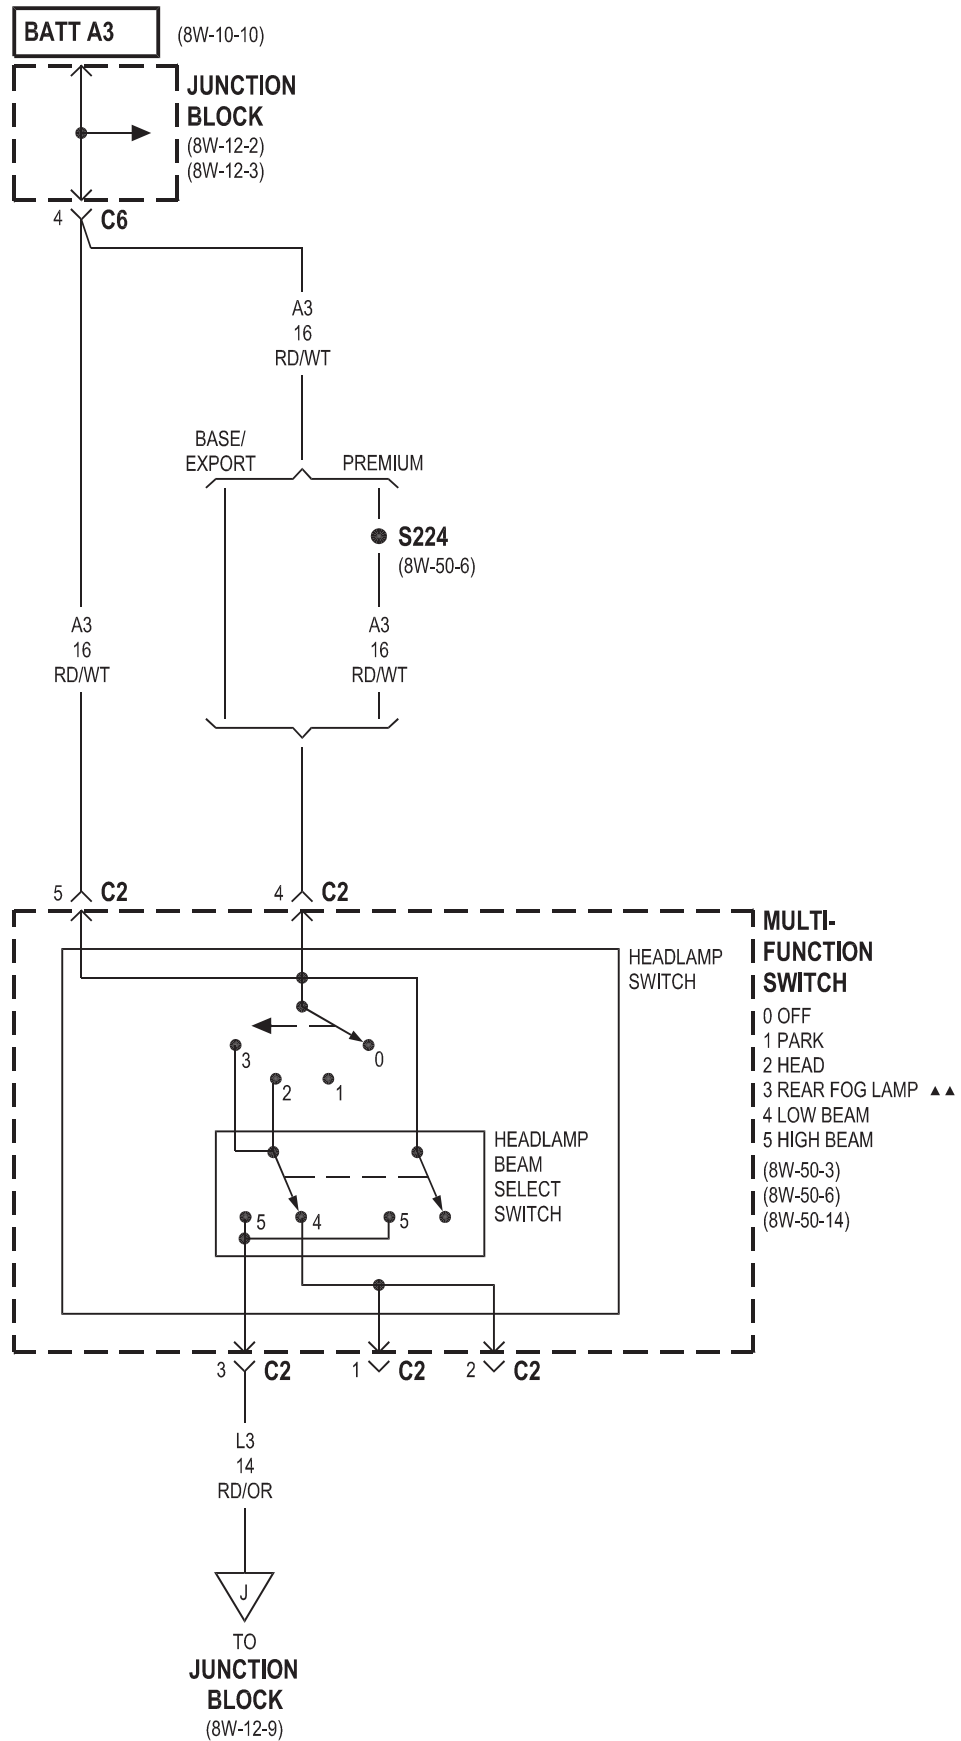 BATT A3
(8W-10-10)
JUNCTION
BLOCK
(8W-12-2)
(8W-12-3)
4
C6
A3
16
RD/WT
BASE/
EXPORT
PREMIUM
S224
(8W-50-6)
A3
16
RD/WT
A3
16
RD/WT
5
C2
4
C2
MULTI-
FUNCTION
SWITCH
0 OFF
1 PARK
2 HEAD
3 REAR FOG LAMP ▲▲
4 LOW BEAM
5 HIGH BEAM
(8W-50-3)
(8W-50-6)
(8W-50-14)
HEADLAMP
SWITCH
3
0
2
1
HEADLAMP
BEAM
SELECT
SWITCH
5
4
5
3
C2
1
C2
2
C2
L3
14
RD/OR
J
TO
JUNCTION
BLOCK
(8W-12-9)